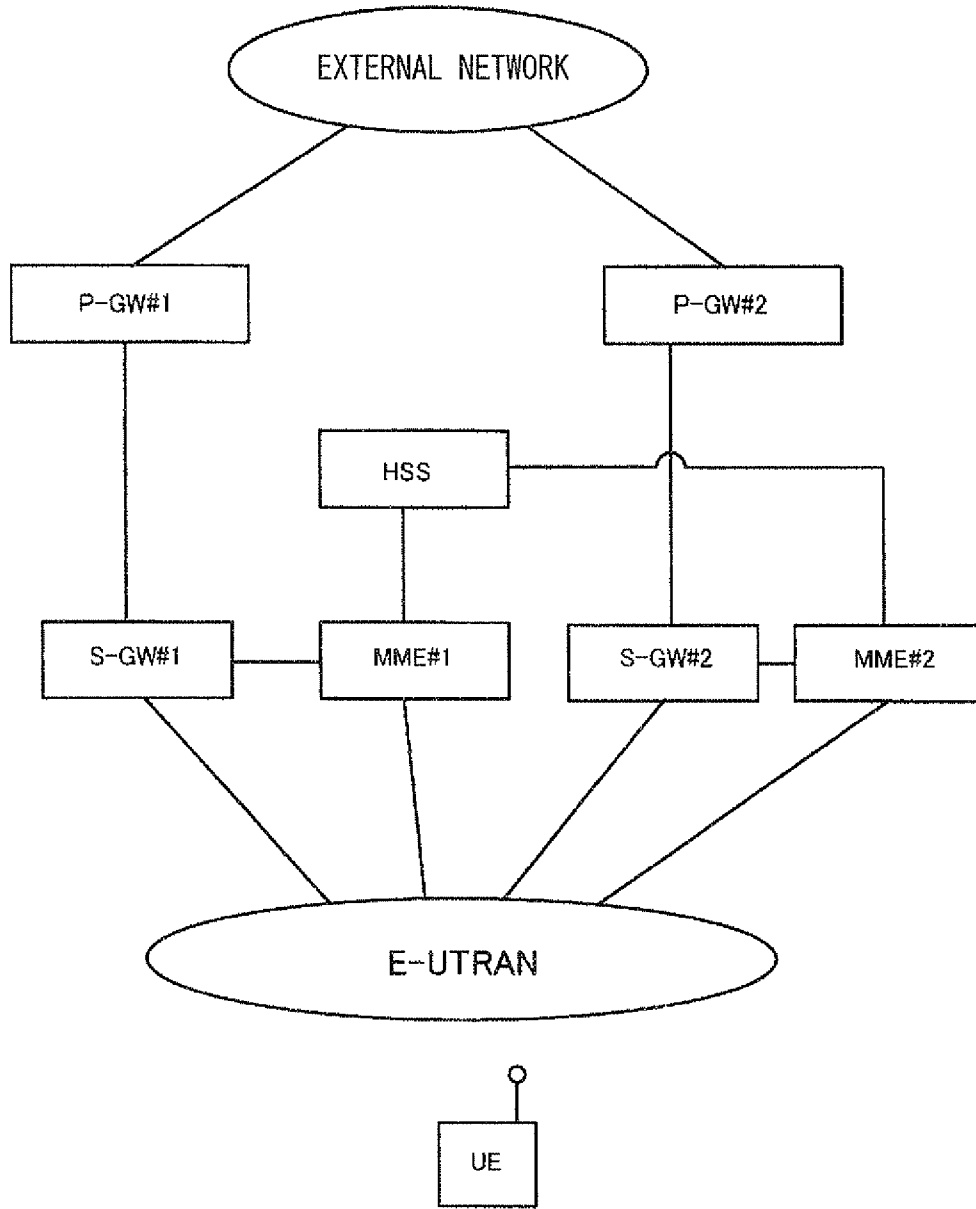 EXTERNAL NETWORK
P-GW#1
P-GW#2
HSS
S-GW#1
MME#1
S-GW#2
MME#2
E-UTRAN
UE